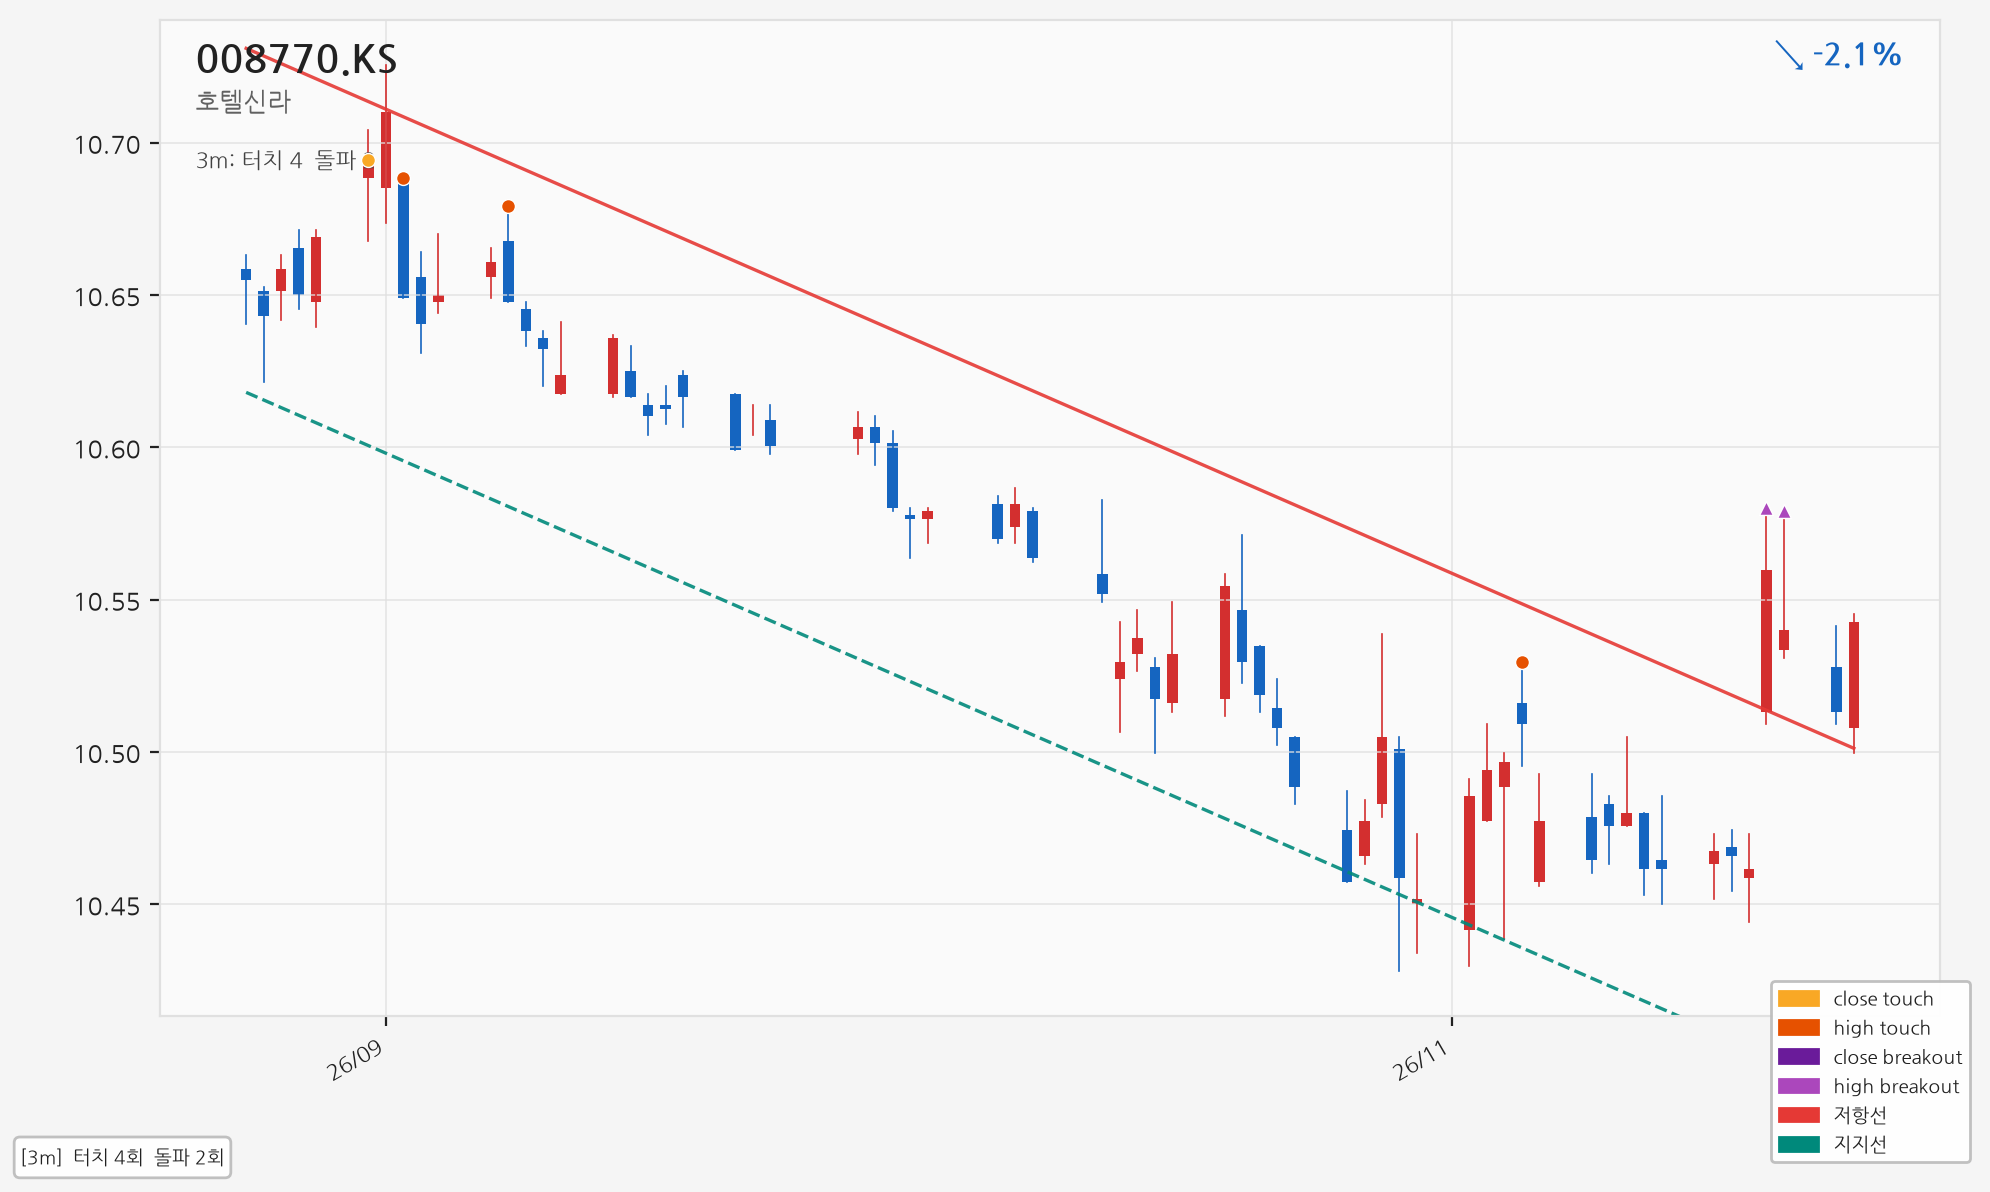 008770.KS
호텔신라
-2.1%
3m: 터치 4 돌파
10.70
10.65
10.60
10.55
10.50
10.45
26/09
26/11
close touch
high touch
close breakout
high breakout
저항선
지지선
[3m] 터치 4회 돌파 2회